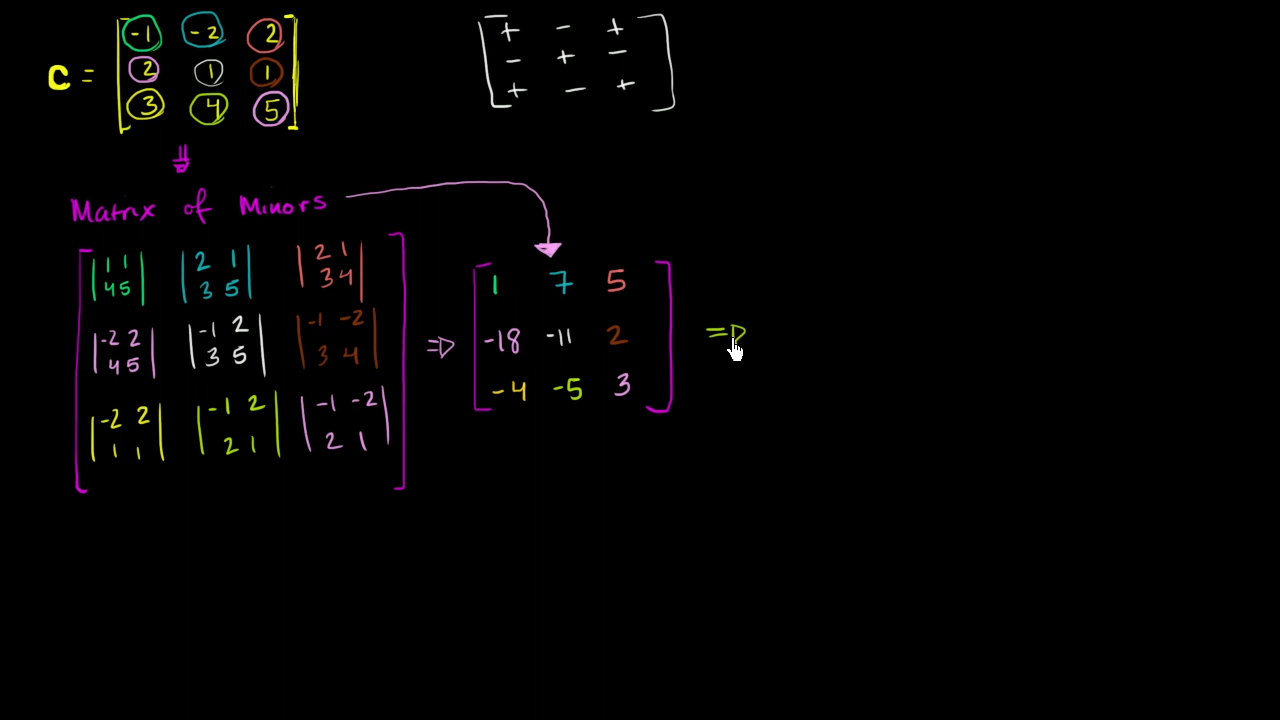 C = [ -1 -2 2
2 1 1
3 4 5 ]
[ + - +
- + -
+ - + ]
⇓
Matrix of Minors
[ |1 1 |2 1 |2 1
4 5| 3 5| 3 4|
|-2 2 |-1 2 |-1 -2
4 5| 3 5| 3 4|
|-2 2 |-1 2 |-1 -2
1 1| 2 1| 2 1| ]
⇒
[ 1 7 5
-18 -11 2
-4 -5 3 ]
⇒